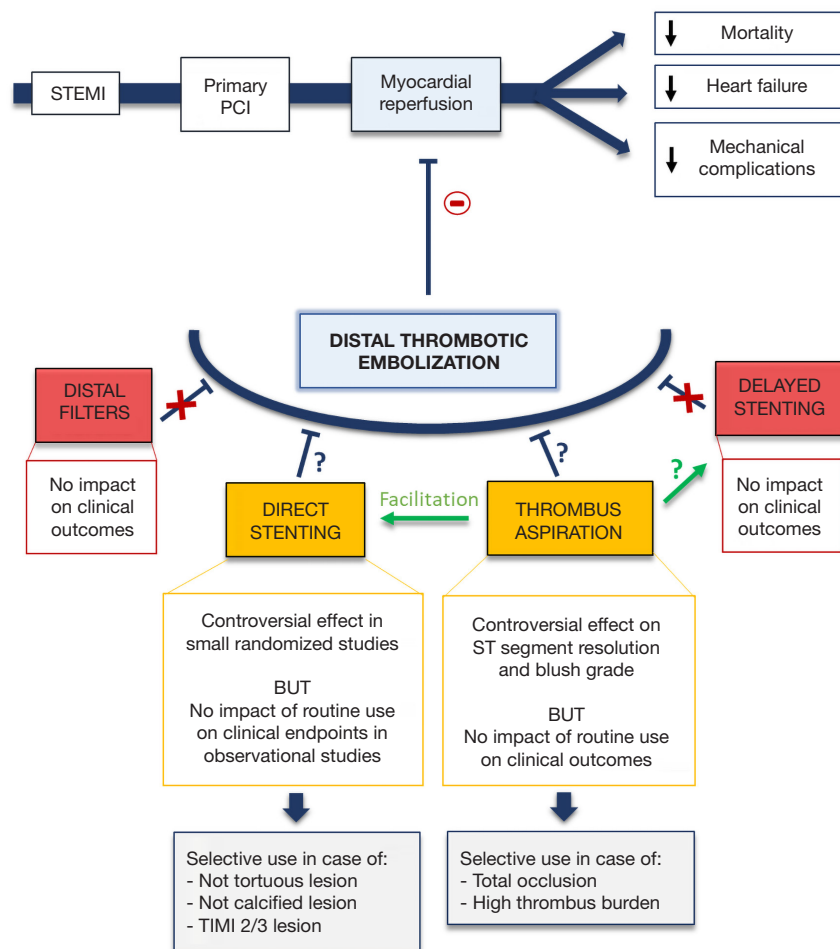 Mortality
STEMI
Primary
PCI
Myocardial
reperfusion
Heart failure
Mechanical
complications
DISTAL THROMBOTIC
EMBOLIZATION
DISTAL
FILTERS
DELAYED
STENTING
No impact
on clinical
outcomes
?
?
?
No impact
on clinical
outcomes
DIRECT
STENTING
Facilitation
THROMBUS
ASPIRATION
Controversial effect in
small randomized studies
BUT
No impact of routine use
on clinical endpoints in
observational studies
Controversial effect on
ST segment resolution
and blush grade
BUT
No impact of routine use
on clinical outcomes
Selective use in case of:
- Not tortuous lesion
- Not calcified lesion
- TIMI 2/3 lesion
Selective use in case of:
- Total occlusion
- High thrombus burden